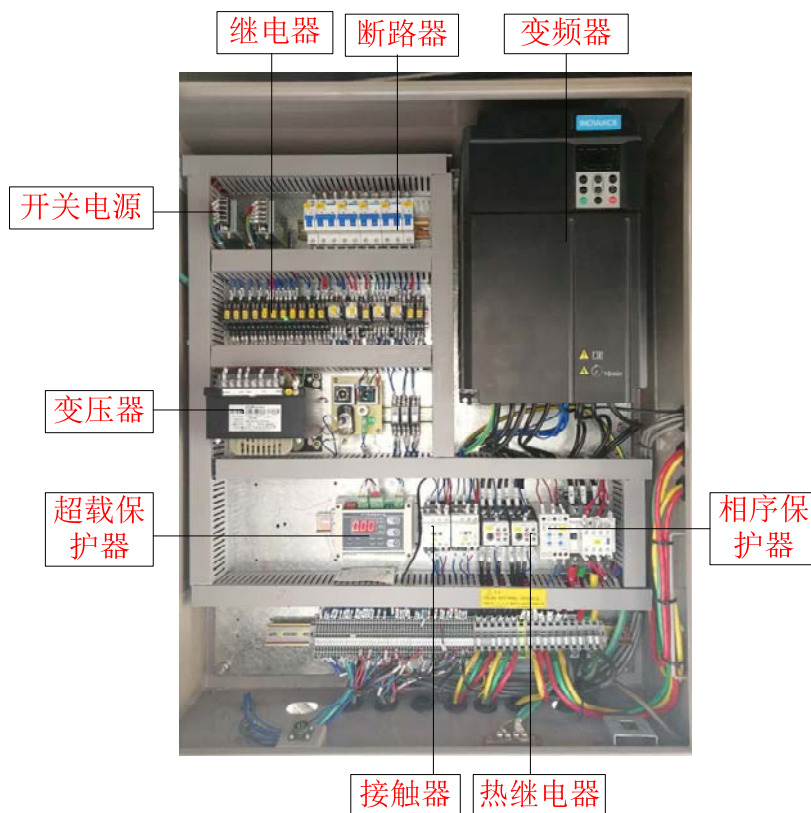 继电器
断路器
变频器
INOVANCE
开关电源
变压器
超载保
护器
000
相序保
护器
接触器
热继电器